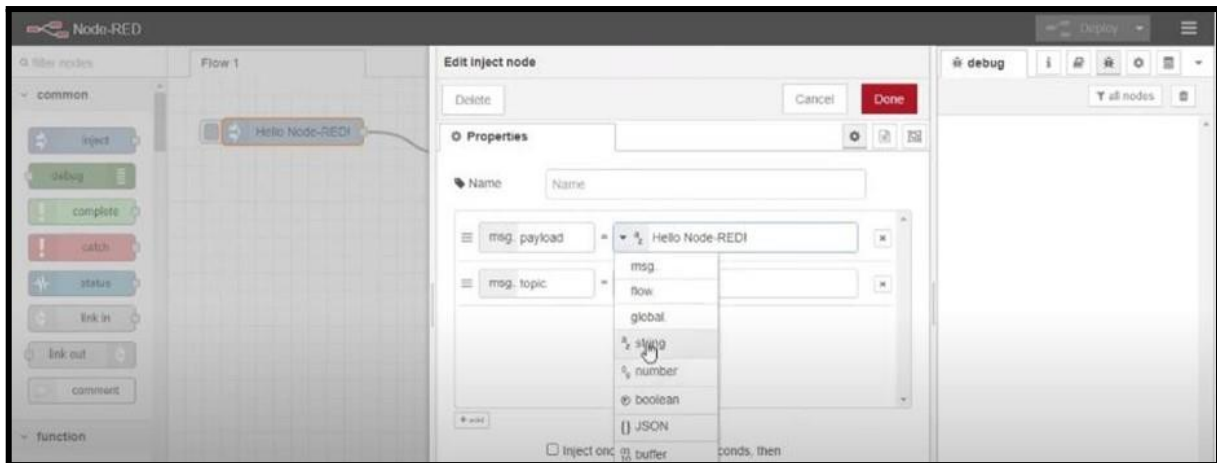 Node-RED
Deploy
filter nodes
Flow 1
Edit inject node
debug
i
common
Delete
Cancel
Done
all nodes
inject
Hello Node-RED!
Properties
debug
Name
Name
complete
msg. payload
=
Hello Node-RED!
catch
msg.
msg. topic
=
status
flow.
global.
link in
string
link out
number
comment
boolean
+ add
{} JSON
function
Inject onc
buffer
conds, then